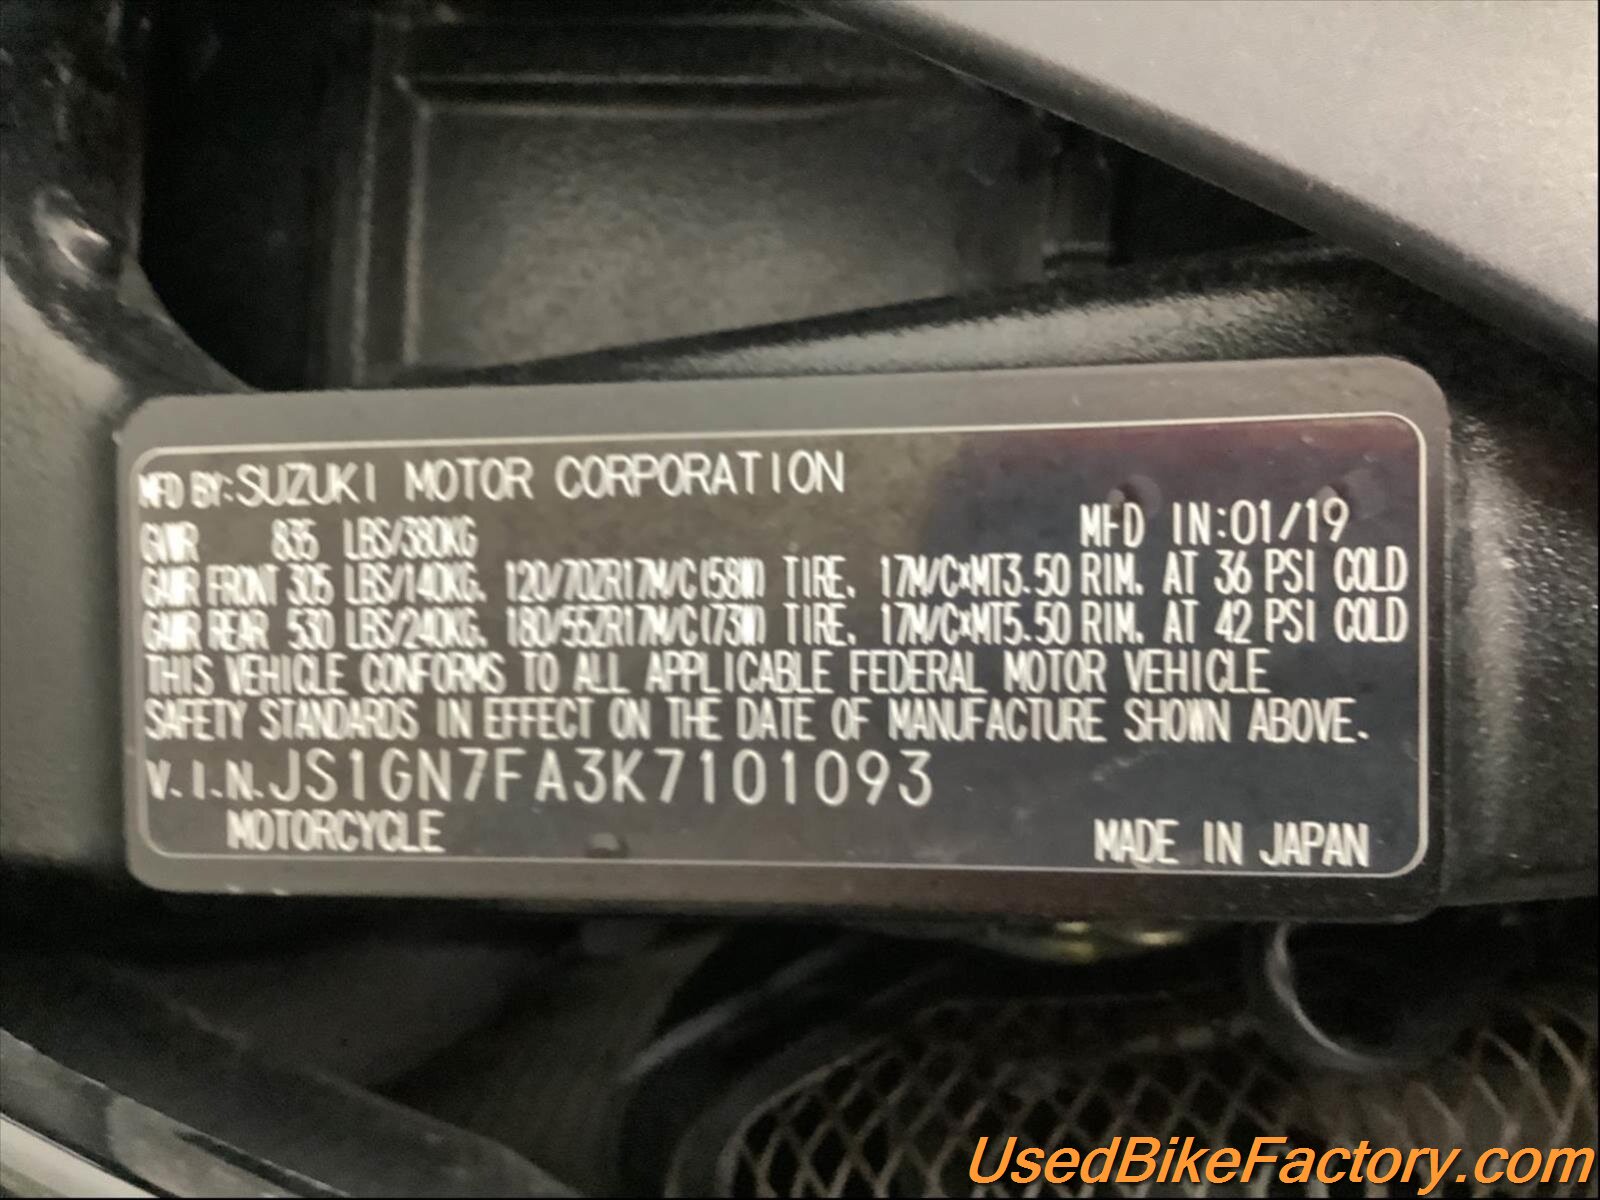 MFD BY:SUZUKI MOTOR CORPORATION
MFD IN:01/19
GVWR 835 LBS/380KG
GAWR FRONT 305 LBS/140KG. 120/70ZR17M/C(58W) TIRE. 17M/C×MT3.50 RIM. AT 36 PSI COLD
GAWR REAR 530 LBS/240KG. 180/55ZR17M/C(73W) TIRE. 17M/C×MT5.50 RIM. AT 42 PSI COLD
THIS VEHICLE CONFORMS TO ALL APPLICABLE FEDERAL MOTOR VEHICLE
SAFETY STANDARDS IN EFFECT ON THE DATE OF MANUFACTURE SHOWN ABOVE.
V.I.N.JS1GN7FA3K7101093
MOTORCYCLE MADE IN JAPAN
UsedBikeFactory.com